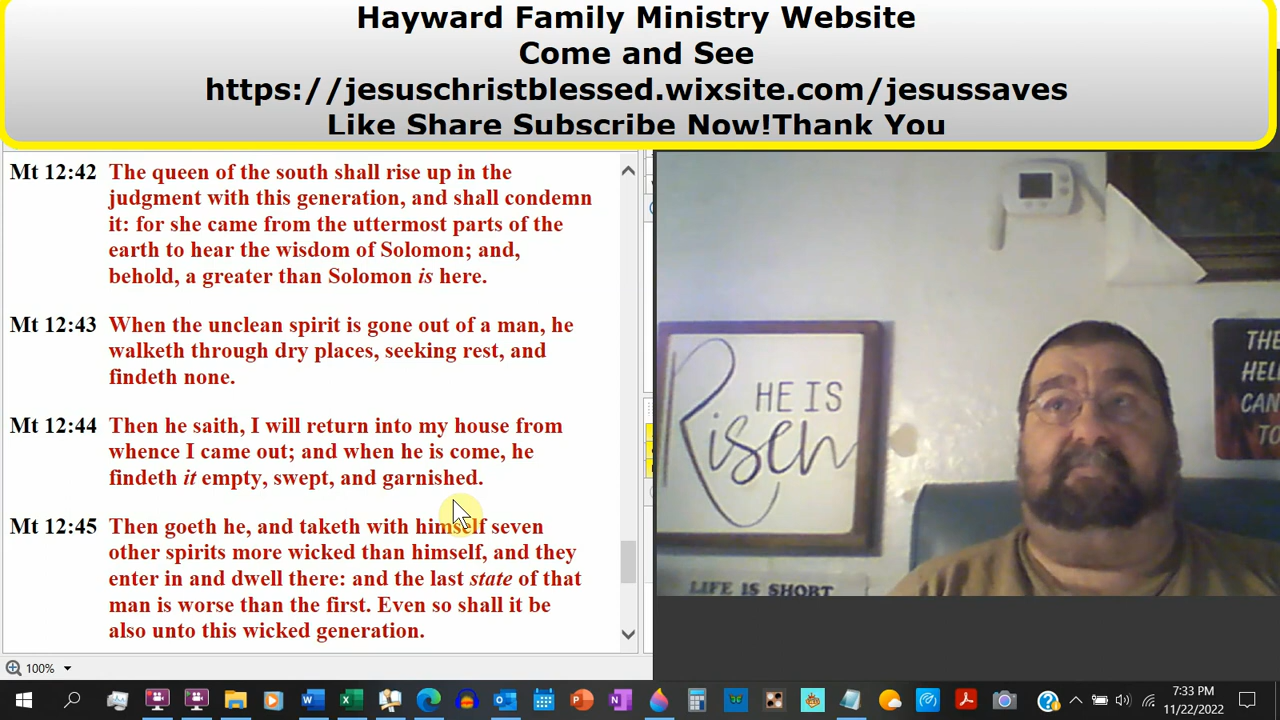 Hayward Family Ministry Website
Come and See
https://jesuschristblessed.wixsite.com/jesussaves
Like Share Subscribe Now!Thank You
Mt 12:42 The queen of the south shall rise up in the
judgment with this generation, and shall condemn
it: for she came from the uttermost parts of the
earth to hear the wisdom of Solomon; and,
behold, a greater than Solomon is here.
Mt 12:43 When the unclean spirit is gone out of a man, he
walketh through dry places, seeking rest, and
findeth none.
Mt 12:44 Then he saith, I will return into my house from
whence I came out; and when he is come, he
findeth it empty, swept, and garnished.
Mt 12:45 Then goeth he, and taketh with himself seven
other spirits more wicked than himself, and they
enter in and dwell there: and the last state of that
man is worse than the first. Even so shall it be
also unto this wicked generation.
HE IS
Risen
LIFE IS SHORT
THE
HEL
CAN
TO
100%
7:33 PM
11/22/2022